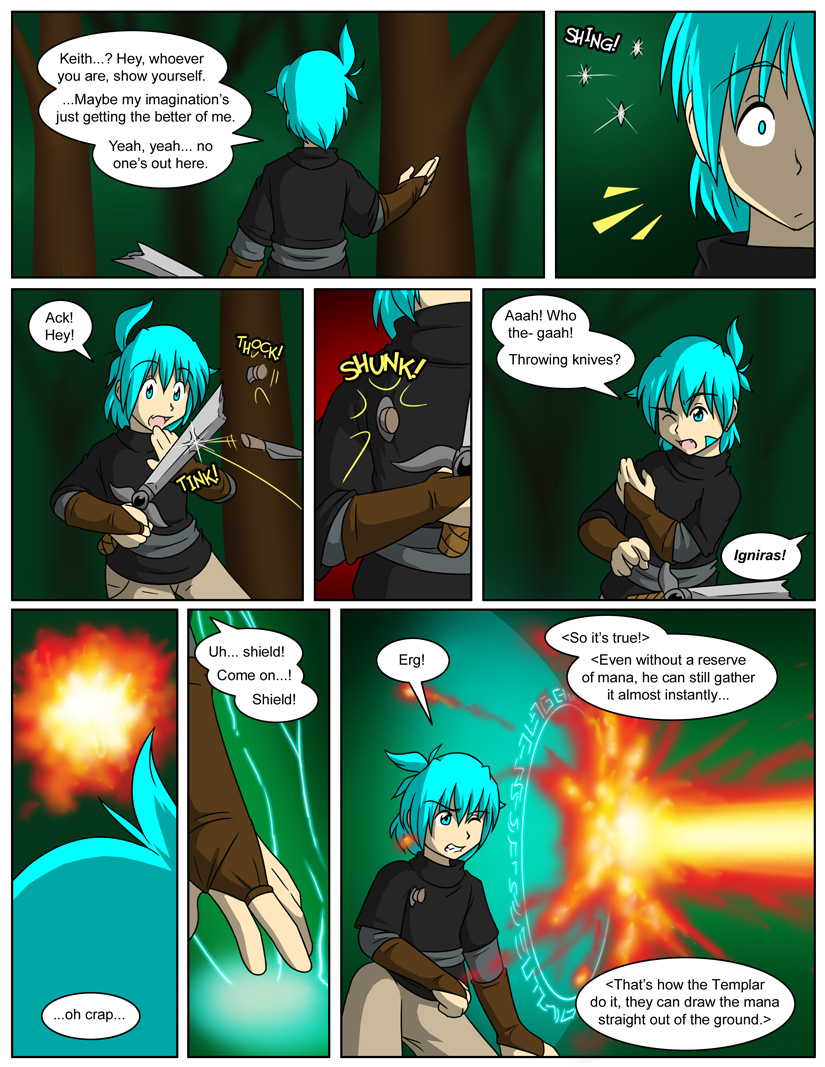 Keith...? Hey, whoever
you are, show yourself.
...Maybe my imagination's
just getting the better of me.
Yeah, yeah... no
one's out here.
SHING!
Ack!
Hey!
THOCK!
TINK!
SHUNK!
Aaah! Who
the- gaah!
Throwing knives?
Igniras!
...oh crap...
Uh... shield!
Come on...!
Shield!
Erg!
<So it's true!>
<Even without a reserve
of mana, he can still gather
it almost instantly...
<That's how the Templar
do it, they can draw the mana
straight out of the ground.>